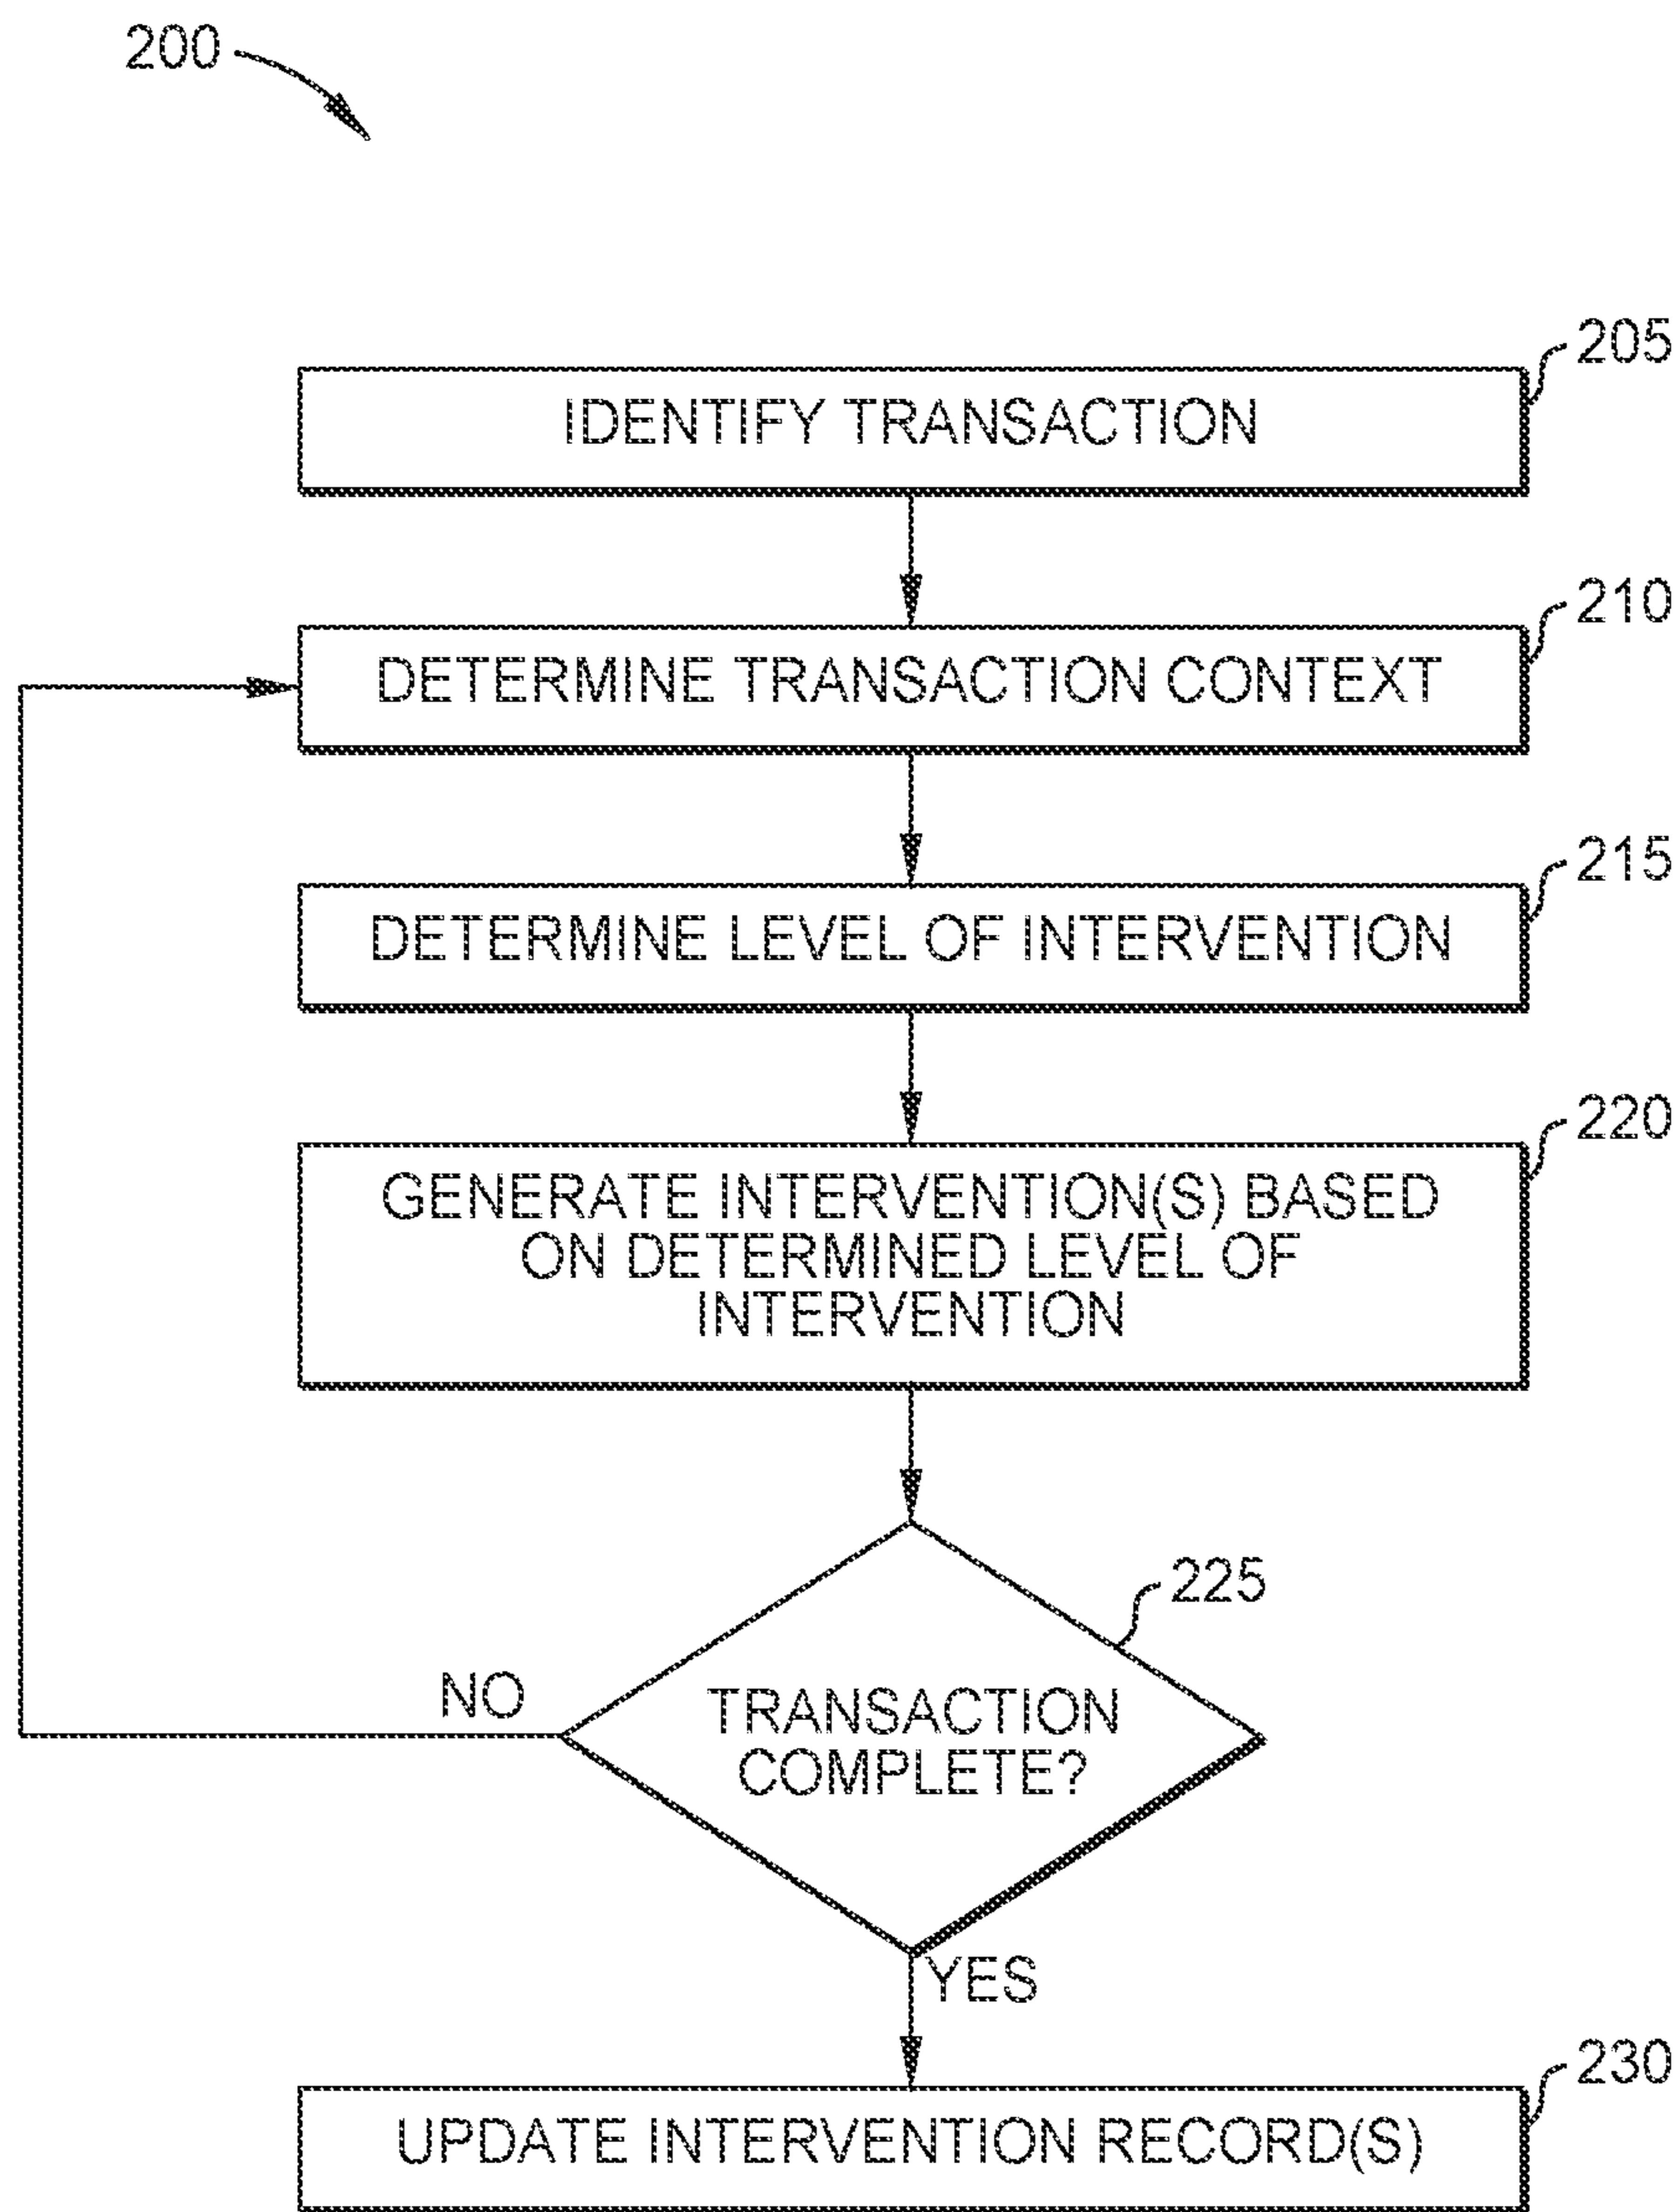 200
205
IDENTIFY TRANSACTION
210
DETERMINE TRANSACTION CONTEXT
215
DETERMINE LEVEL OF INTERVENTION
220
GENERATE INTERVENTION(S) BASED
ON DETERMINED LEVEL OF
INTERVENTION
225
NO
TRANSACTION
COMPLETE?
YES
230
UPDATE INTERVENTION RECORD(S)